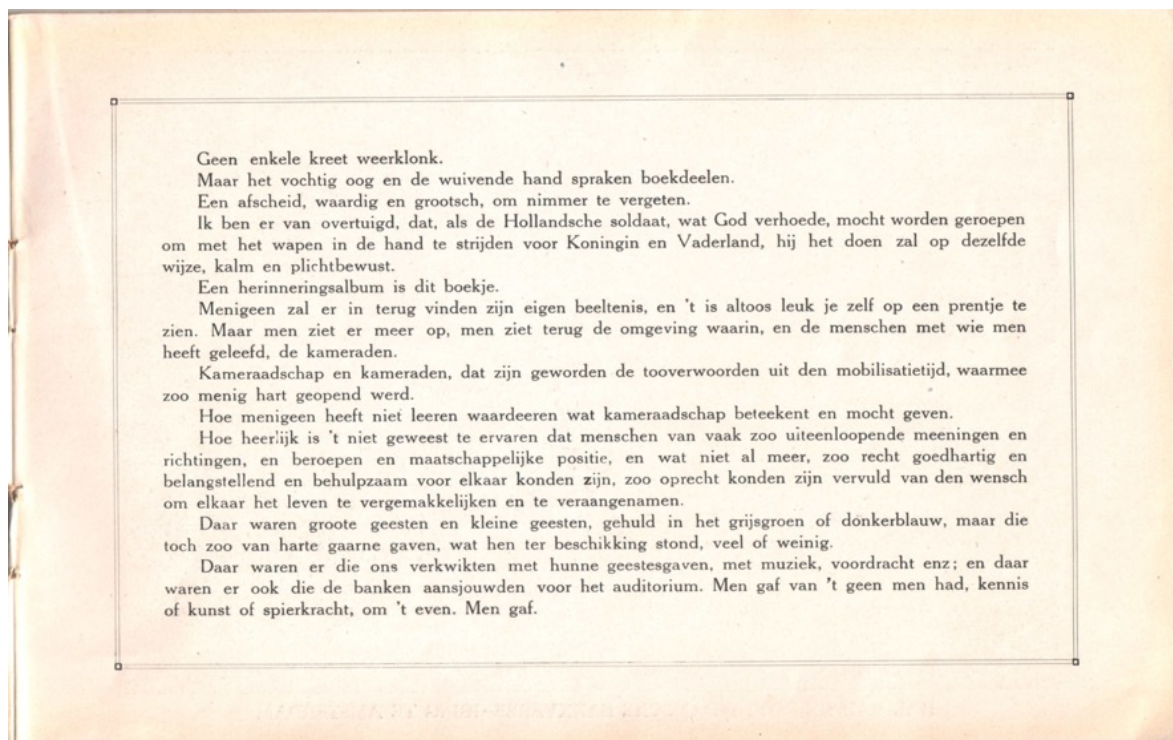 Geen enkele kreet weerklonk.
Maar het vochtig oog en de wuivende hand spraken boekdeelen.
Een afscheid, waardig en grootsch, om nimmer te vergeten.
Ik ben er van overtuigd, dat, als de Hollandsche soldaat, wat God verhoede, mocht worden geroepen
om met het wapen in de hand te strijden voor Koningin en Vaderland, hij het doen zal op dezelfde
wijze, kalm en plichtbewust.
Een herinneringsalbum is dit boekje.
Menigeen zal er in terug vinden zijn eigen beeltenis, en 't is altoos leuk je zelf op een prentje te
zien. Maar men ziet er meer op, men ziet terug de omgeving waarin, en de menschen met wie men
heeft geleefd, de kameraden.
Kameraadschap en kameraden, dat zijn geworden de tooverwoorden uit den mobilisatietijd, waarmee
zoo menig hart geopend werd.
Hoe menigeen heeft niet leeren waardeeren wat kameraadschap beteekent en mocht geven.
Hoe heerlijk is 't niet geweest te ervaren dat menschen van vaak zoo uiteenloopende meeningen en
richtingen, en beroepen en maatschappelijke positie, en wat niet al meer, zoo recht goedhartig en
belangstellend en behulpzaam voor elkaar konden zijn, zoo oprecht konden zijn vervuld van den wensch
om elkaar het leven te vergemakkelijken en te veraangenamen.
Daar waren groote geesten en kleine geesten, gehuld in het grijsgroen of donkerblauw, maar die
toch zoo van harte gaarne gaven, wat hen ter beschikking stond, veel of weinig.
Daar waren er die ons verkwikten met hunne geestesgaven, met muziek, voordracht enz; en daar
waren er ook die de banken aansjouwden voor het auditorium. Men gaf van 't geen men had, kennis
of kunst of spierkracht, om 't even. Men gaf.